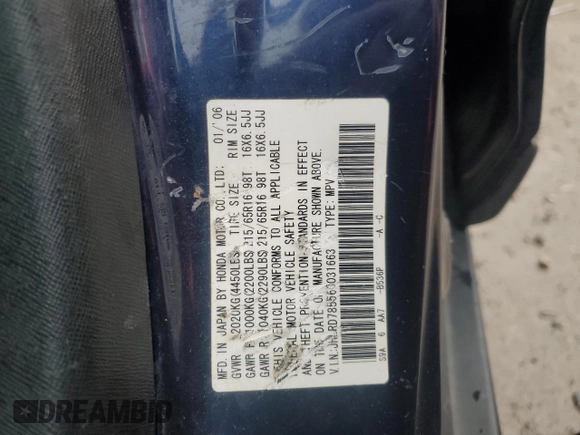 MFD. IN JAPAN BY HONDA MOTOR CO., LTD. 01/'06
GVWR 2020KG(4450LBS) TIRE SIZE RIM SIZE
GAWR F 1000KG(2200LBS) 215/65R16 98T 16X6.5JJ
GAWR R 1040KG(2290LBS) 215/65R16 98T 16X6.5JJ
THIS VEHICLE CONFORMS TO ALL APPLICABLE
MOTOR VEHICLE SAFETY
AND THEFT PREVENTION STANDARDS IN EFFECT
ON THIS DATE OF MANUFACTURE SHOWN ABOVE.
V.I.N. TYPE: MPV
S9A 6 AA7 -B536P -A -C
DREAMBID